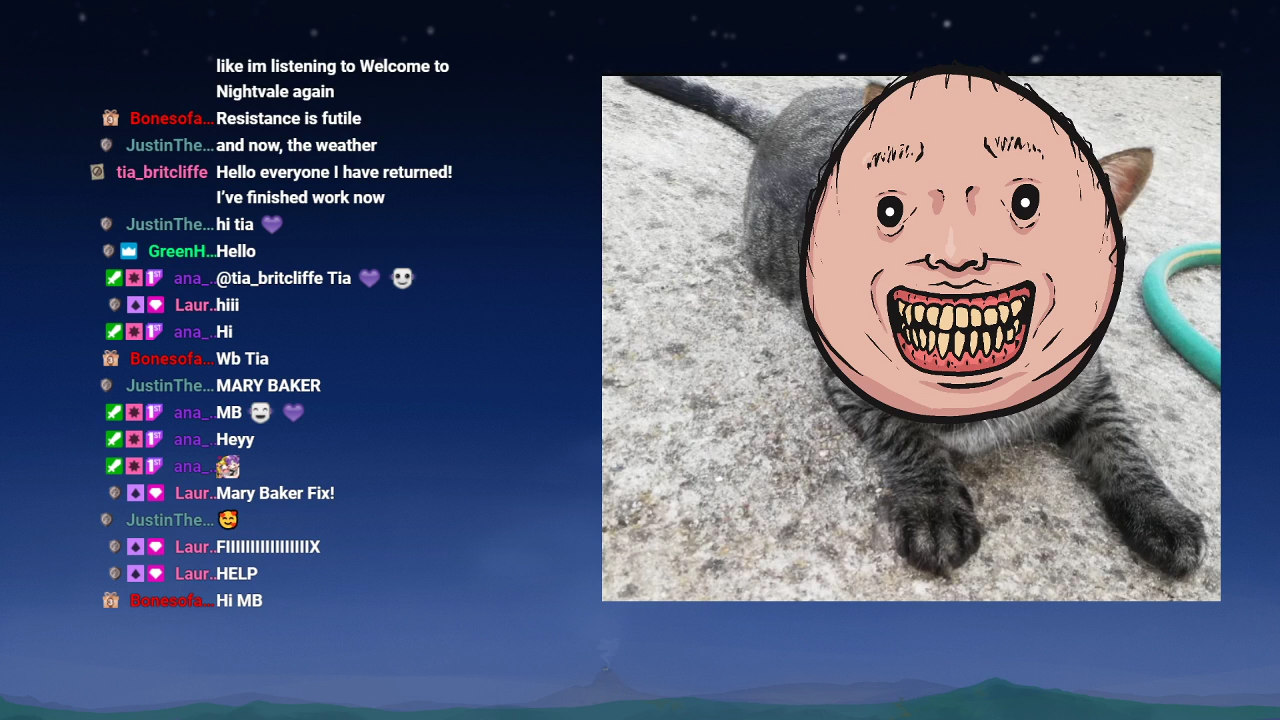 like im listening to Welcome to
Nightvale again
Bonesofa... Resistance is futile
JustinThe... and now, the weather
tia_britcliffe Hello everyone I have returned!
I've finished work now
JustinThe... hi tia
GreenH... Hello
ana_... @tia_britcliffe Tia
Laur... hiii
ana_... Hi
Bonesofa... Wb Tia
JustinThe... MARY BAKER
ana_... MB
ana_... Heyy
ana_...
Laur... Mary Baker Fix!
JustinThe...
Laur... FIIIIIIIIIIIIIIIIX
Laur... HELP
Bonesofa... Hi MB